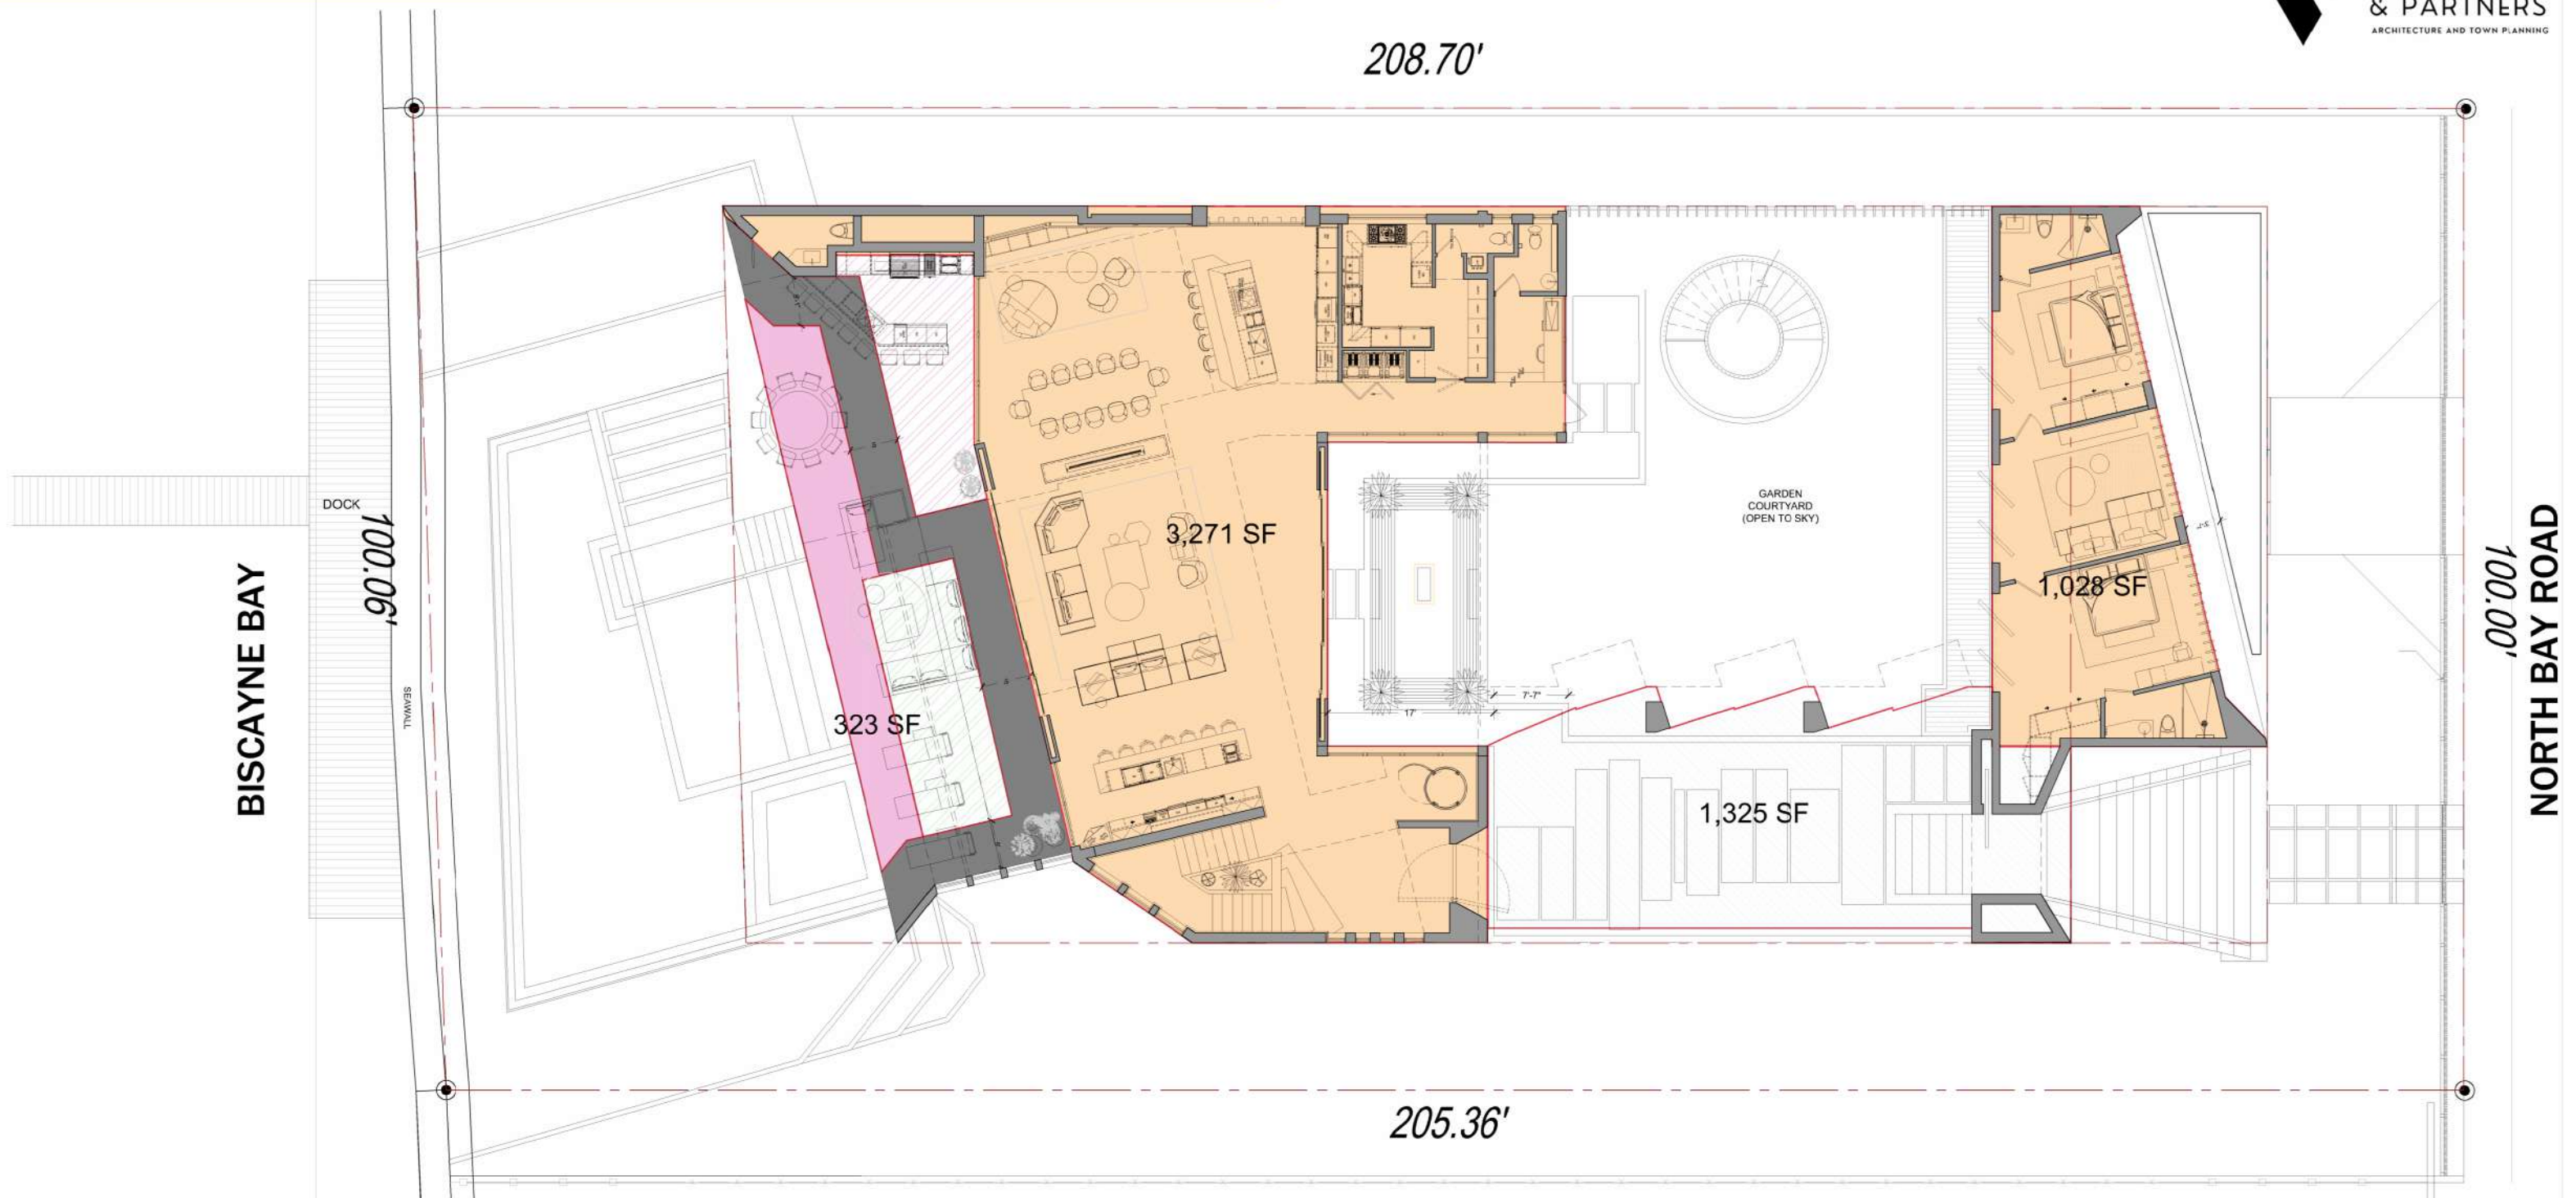 & PARTNERS
ARCHITECTURE AND TOWN PLANNING
208.70'
DOCK
100.06'
BISCAYNE BAY
SEAWALL
3,271 SF
323 SF
GARDEN
COURTYARD
(OPEN TO SKY)
7'-7"
17'
1,028 SF
1,325 SF
100.00'
NORTH BAY ROAD
205.36'